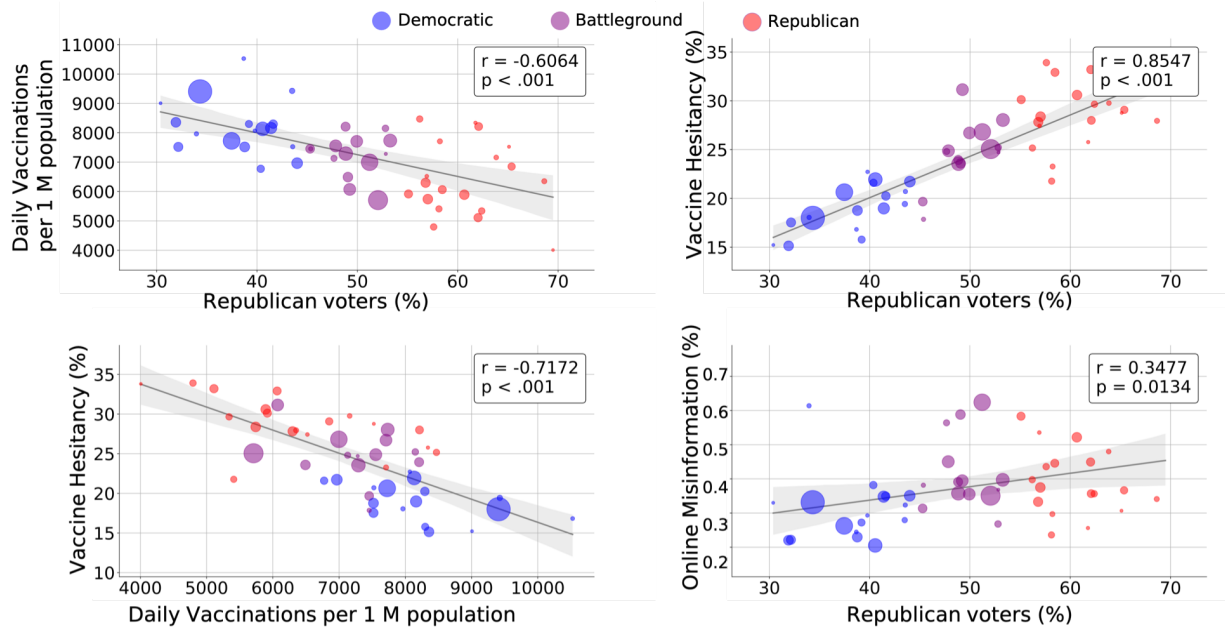 Democratic Battleground Republican
11000
10000
9000
8000
7000
6000
5000
4000
Daily Vaccinations
per 1 M population
r = -0.6064
p < .001
30 40 50 60 70
Republican voters (%)
35
30
25
20
15
Vaccine Hesitancy (%)
r = 0.8547
p < .001
30 40 50 60 70
Republican voters (%)
35
30
25
20
15
10
Vaccine Hesitancy (%)
r = -0.7172
p < .001
4000 5000 6000 7000 8000 9000 10000
Daily Vaccinations per 1 M population
0.7
0.6
0.5
0.4
0.3
0.2
Online Misinformation (%)
r = 0.3477
p = 0.0134
30 40 50 60 70
Republican voters (%)